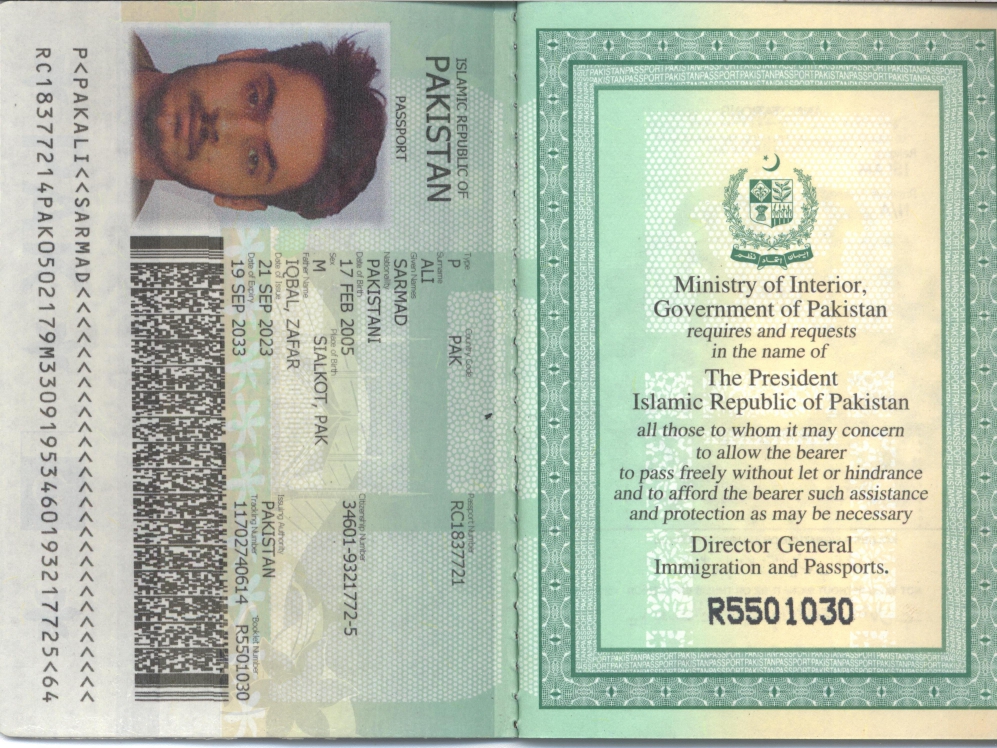 ISLAMIC REPUBLIC OF
PAKISTAN
PASSPORT
Type
Country Code
Passport Number
P
PAK
RC1837721
Surname
ALI
Given Names
SARMAD
Nationality
PAKISTANI
Date of Birth
Citizenship Number
17 FEB 2005
34601-9321772-5
Sex
Place of Birth
M
SIALKOT, PAK
Father Name
IQBAL, ZAFAR
Date of Issue
Issuing Authority
21 SEP 2023
PAKISTAN
Date of Expiry
Tracking Number
Booklet Number
19 SEP 2033
11702740614
R5501030
P<PAKALI<<SARMAD<<<<<<<<<<<<<<<<<<<<<<<<<<<<
RC18377214PAK0502179M33091953460193217725<64
ایمان اتحاد نظم
Ministry of Interior,
Government of Pakistan
requires and requests
in the name of
The President
Islamic Republic of Pakistan
all those to whom it may concern
to allow the bearer
to pass freely without let or hindrance
and to afford the bearer such assistance
and protection as may be necessary
Director General
Immigration and Passports.
R5501030